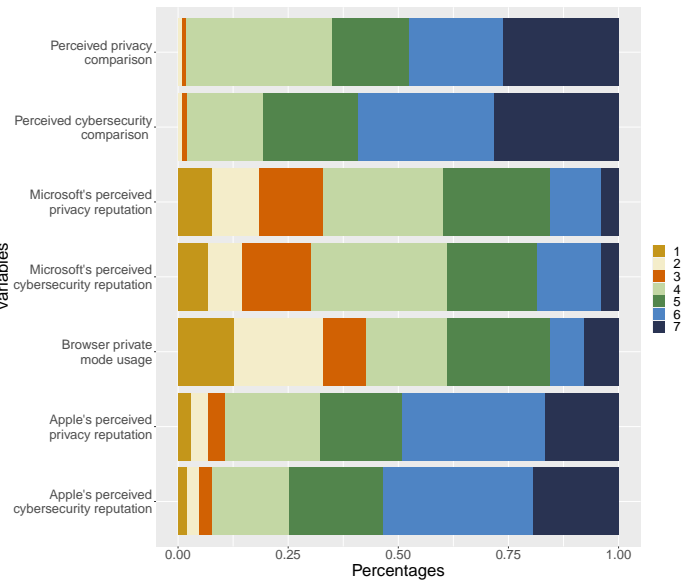 Perceived privacy
comparison
Perceived cybersecurity
comparison
Microsoft's perceived
privacy reputation
Microsoft's perceived
cybersecurity reputation
Browser private
mode usage
Apple's perceived
privacy reputation
Apple's perceived
cybersecurity reputation
0.00 0.25 0.50 0.75 1.00
Percentages
1
2
3
4
5
6
7